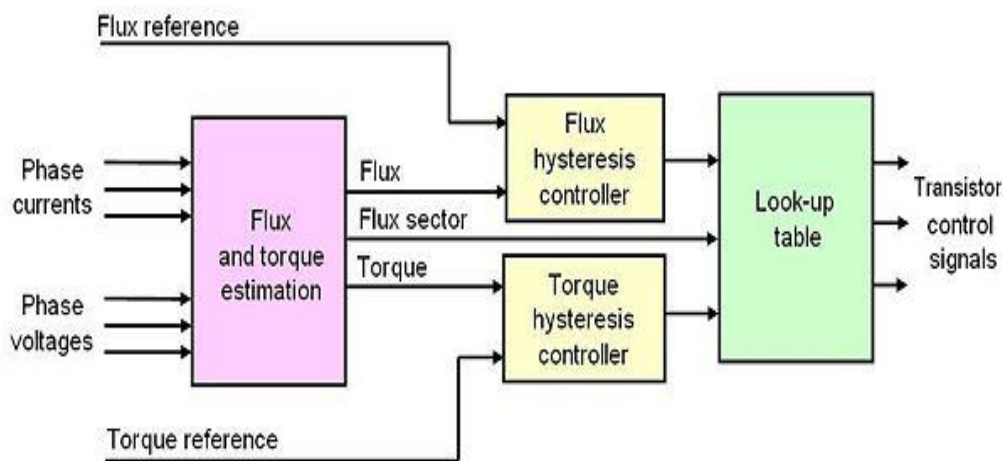 Flux reference
Phase
currents
Phase
voltages
Flux
and torque
estimation
Flux
Flux sector
Torque
Flux
hysteresis
controller
Torque
hysteresis
controller
Look-up
table
Transistor
control
signals
Torque reference